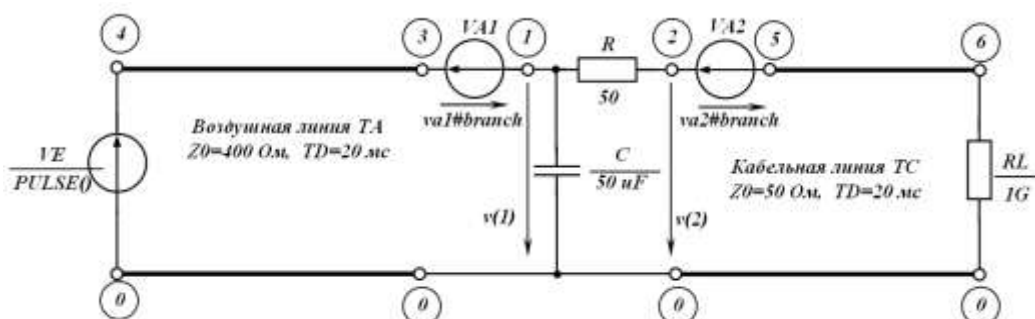 4
3
VA1
1
R
50
2
VA2
5
6
va1#branch
va2#branch
Воздушная линия TA
Z0=400 Ом, TD=20 мс
VE
PULSE()
C
50 uF
Кабельная линия TC
Z0=50 Ом, TD=20 мс
RL
1G
v(1)
v(2)
0
0
0
0